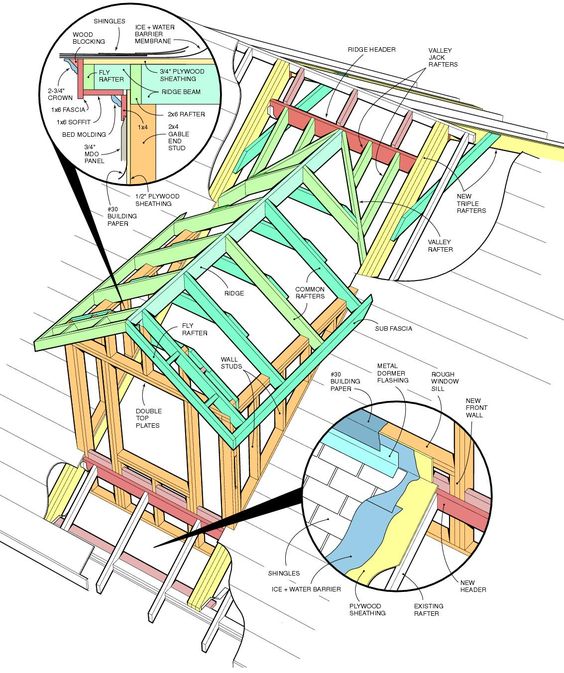 SHINGLES
ICE + WATER
BARRIER
MEMBRANE
WOOD
BLOCKING
FLY
RAFTER
3/4" PLYWOOD
SHEATHING
RIDGE BEAM
2-3/4"
CROWN
1x6 FASCIA
1x6 SOFFIT
BED MOLDING
3/4"
MDO
PANEL
1x4
2x6 RAFTER
2x4
GABLE
END
STUD
#30
BUILDING
PAPER
1/2" PLYWOOD
SHEATHING
RIDGE HEADER
VALLEY
JACK
RAFTERS
NEW
TRIPLE
RAFTERS
VALLEY
RAFTER
RIDGE
COMMON
RAFTERS
SUB FASCIA
FLY
RAFTER
WALL
STUDS
DOUBLE
TOP
PLATES
#30
BUILDING
PAPER
METAL
DORMER
FLASHING
ROUGH
WINDOW
SILL
NEW
FRONT
WALL
SHINGLES
ICE + WATER BARRIER
PLYWOOD
SHEATHING
EXISTING
RAFTER
NEW
HEADER